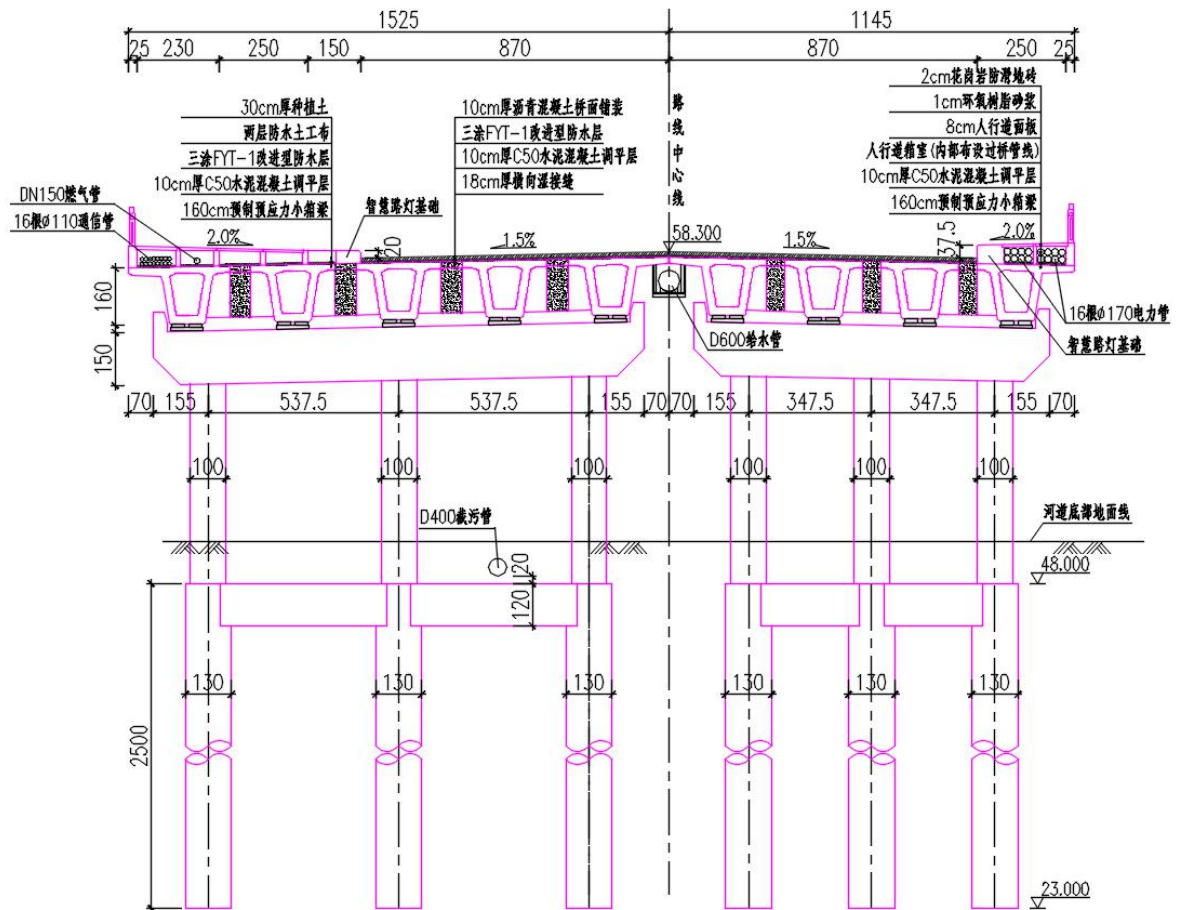 1525
1145
25
230
250
150
870
870
250
25
30cm厚种植土
两层防水土工布
三涂FYT-1改进型防水层
10cm厚C50水泥混凝土调平层
160cm预制预应力小箱梁
10cm厚沥青混凝土桥面铺装
三涂FYT-1改进型防水层
10cm厚C50水泥混凝土调平层
18cm厚横向湿接缝
路线中心线
2cm花岗岩防滑地砖
1cm环氧树脂砂浆
8cm人行道面板
人行道箱室(内部布设过桥管线)
10cm厚C50水泥混凝土调平层
160cm预制预应力小箱梁
DN150燃气管
16根ø110通信管
智慧路灯基础
2.0%
20
1.5%
58.300
1.5%
37.5
2.0%
160
150
D600给水管
16根ø170电力管
智慧路灯基础
70
155
537.5
537.5
155
70
70
155
347.5
347.5
155
70
100
100
100
100
100
100
D400截污管
河道底部地面线
20
120
48.000
130
130
130
130
130
130
2500
23.000